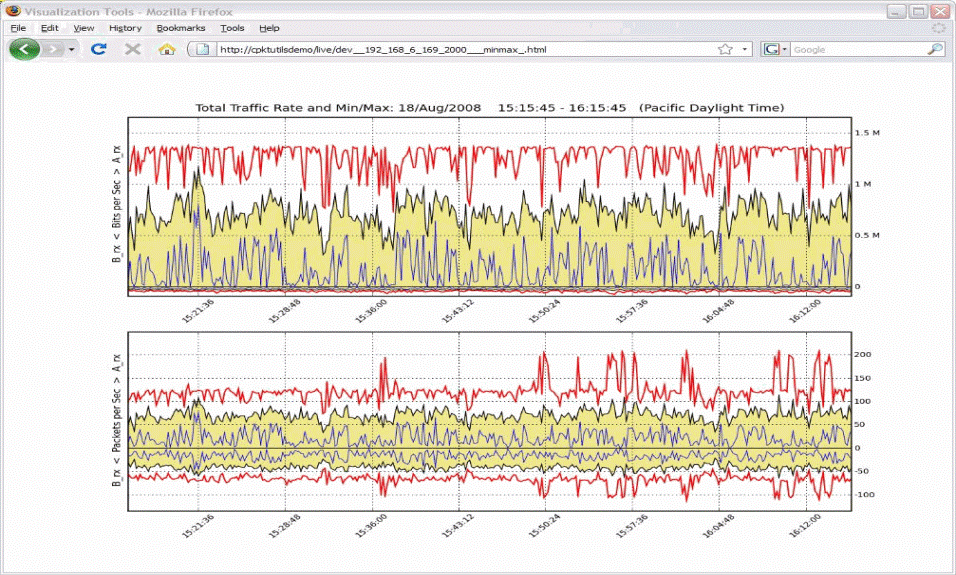 Visualization Tools - Mozilla Firefox
File Edit View History Bookmarks Tools Help
http://cpktutilsdemo/live/dev__192_168_6_169_2000___minmax_.html
G Google
Total Traffic Rate and Min/Max: 18/Aug/2008 15:15:45 - 16:15:45 (Pacific Daylight Time)
B_rx < Bits per Sec > A_rx
1.5 M
1 M
0.5 M
0
15:21:36 15:28:48 15:36:00 15:43:12 15:50:24 15:57:36 16:04:48 16:12:00
B_rx < Packets per Sec > A_rx
200
150
100
50
0
-50
-100
15:21:36 15:28:48 15:36:00 15:43:12 15:50:24 15:57:36 16:04:48 16:12:00